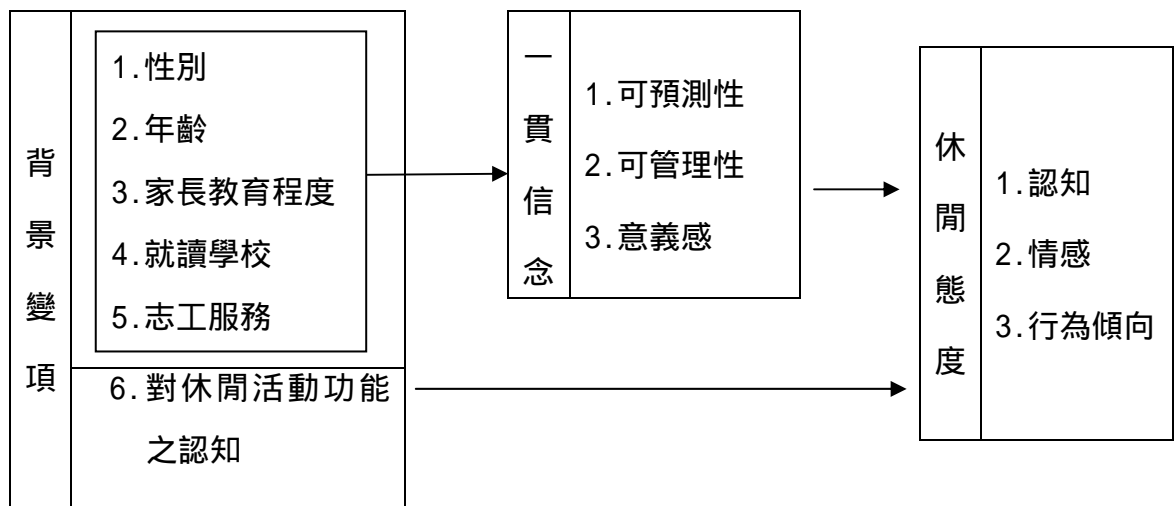 背景變項
1.性別
2.年齡
3.家長教育程度
4.就讀學校
5.志工服務
6.對休閒活動功能
之認知
一貫信念
1.可預測性
2.可管理性
3.意義感
休閒態度
1.認知
2.情感
3.行為傾向